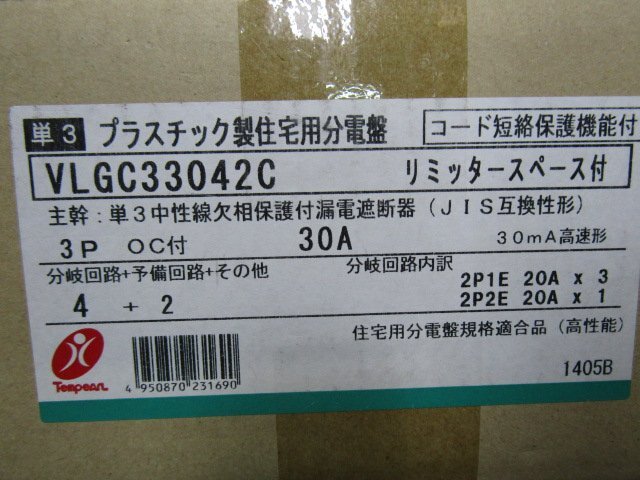 単3 プラスチック製住宅用分電盤 コード短絡保護機能付
VLGC33042C リミッタースペース付
主幹：単3中性線欠相保護付漏電遮断器（JIS互換性形）
3P OC付 30A 30mA高速形
分岐回路+予備回路+その他 分岐回路内訳
4 + 2
2P1E 20A x 3
2P2E 20A x 1
住宅用分電盤規格適合品（高性能）
Tempearl
4 950870 231690
1405B